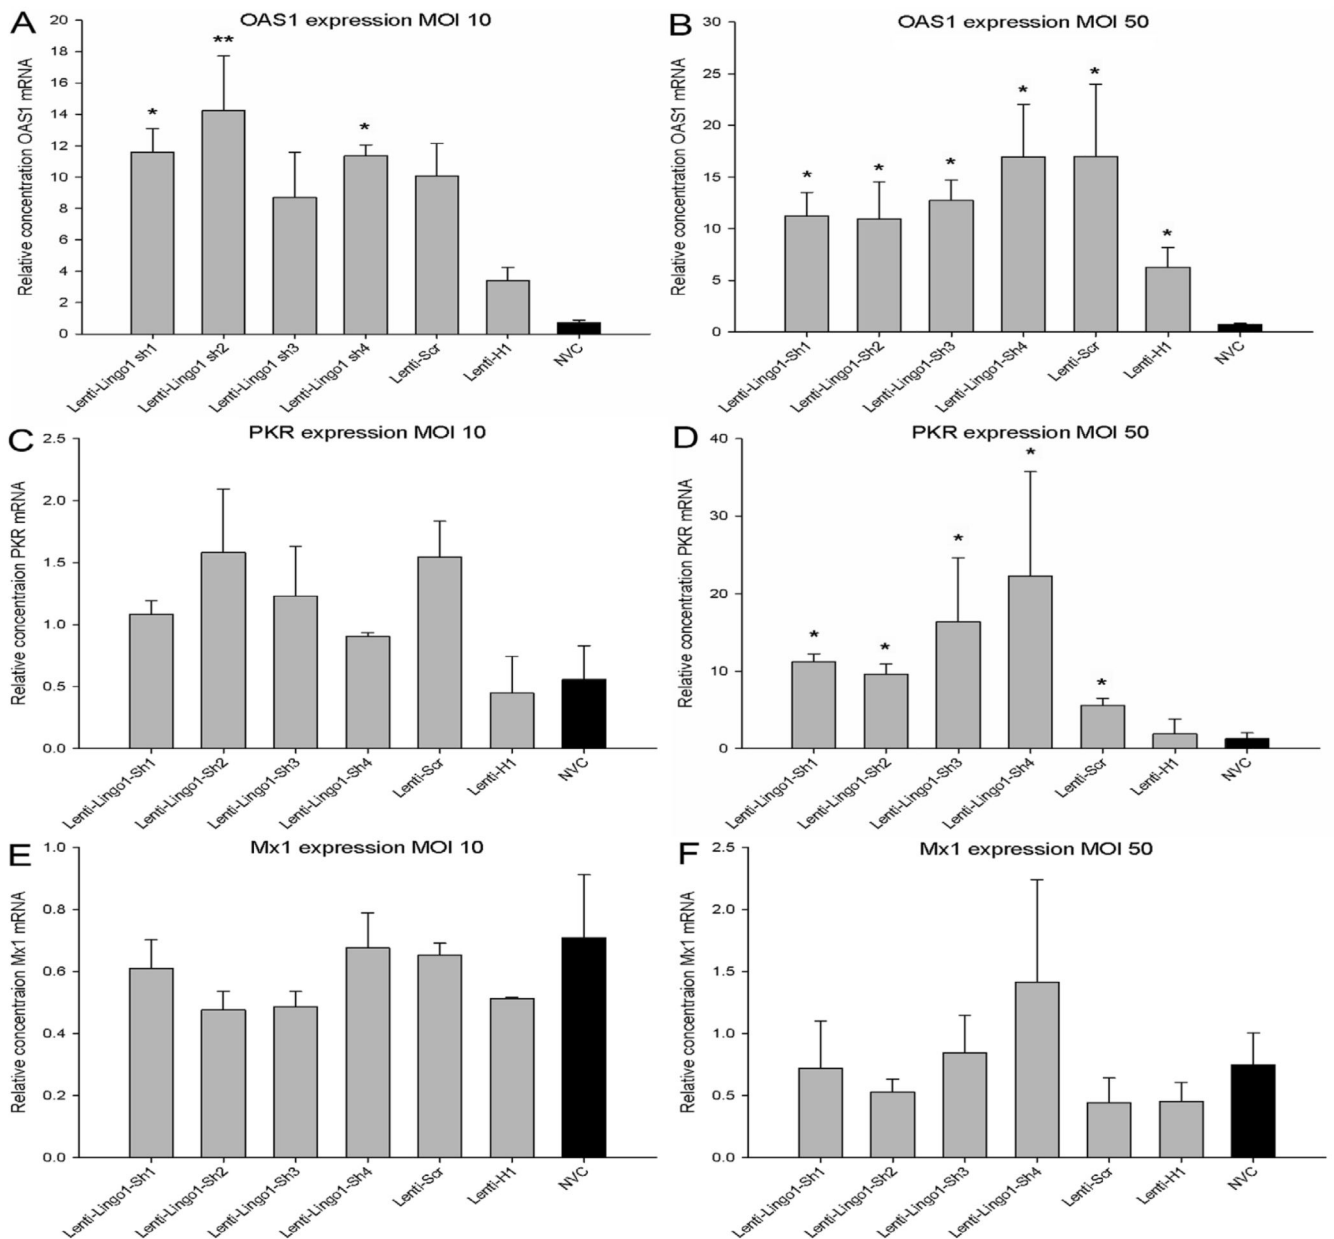 A
OAS1 expression MOI 10
Relative concentration OAS1 mRNA
20
18
16
14
12
10
8
6
4
2
0
*
**
*
Lenti-Lingo1 sh1
Lenti-Lingo1 sh2
Lenti-Lingo1 sh3
Lenti-Lingo1 sh4
Lenti-Scr
Lenti-H1
NVC
B
OAS1 expression MOI 50
Relative concentration OAS1 mRNA
30
25
20
15
10
5
0
*
*
*
*
*
*
Lenti-Lingo1-Sh1
Lenti-Lingo1-Sh2
Lenti-Lingo1-Sh3
Lenti-Lingo1-Sh4
Lenti-Scr
Lenti-H1
NVC
C
PKR expression MOI 10
Relative concentraion PKR mRNA
2.5
2.0
1.5
1.0
0.5
0.0
Lenti-Lingo1-Sh1
Lenti-Lingo1-Sh2
Lenti-Lingo1-Sh3
Lenti-Lingo1-Sh4
Lenti-Scr
Lenti-H1
NVC
D
PKR expression MOI 50
Relative concentration PKR mRNA
40
30
20
10
0
*
*
*
*
*
Lenti-Lingo1-Sh1
Lenti-Lingo1-Sh2
Lenti-Lingo1-Sh3
Lenti-Lingo1-Sh4
Lenti-Scr
Lenti-H1
NVC
E
Mx1 expression MOI 10
Relative concentraion Mx1 mRNA
1.0
0.8
0.6
0.4
0.2
0.0
Lenti-Lingo1-Sh1
Lenti-Lingo1-Sh2
Lenti-Lingo1-Sh3
Lenti-Lingo1-Sh4
Lenti-Scr
Lenti-H1
NVC
F
Mx1 expression MOI 50
Relative concentraion Mx1 mRNA
2.5
2.0
1.5
1.0
0.5
0.0
Lenti-Lingo1-Sh1
Lenti-Lingo1-Sh2
Lenti-Lingo1-Sh3
Lenti-Lingo1-Sh4
Lenti-Scr
Lenti-H1
NVC